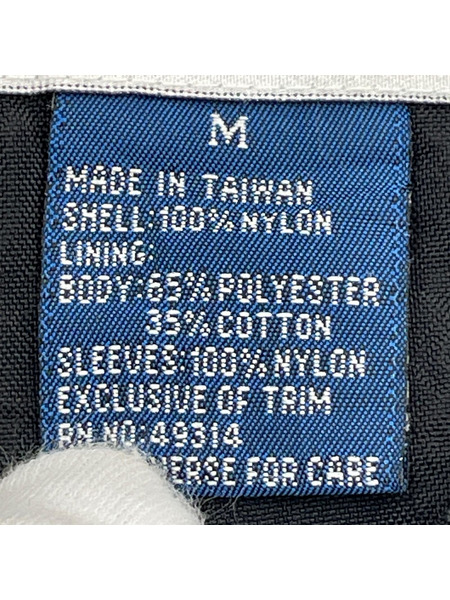 M
MADE IN TAIWAN
SHELL:100% NYLON
LINING:
BODY:65% POLYESTER
35% COTTON
SLEEVES:100% NYLON
EXCLUSIVE OF TRIM
RN NO.49314
FOR CARE